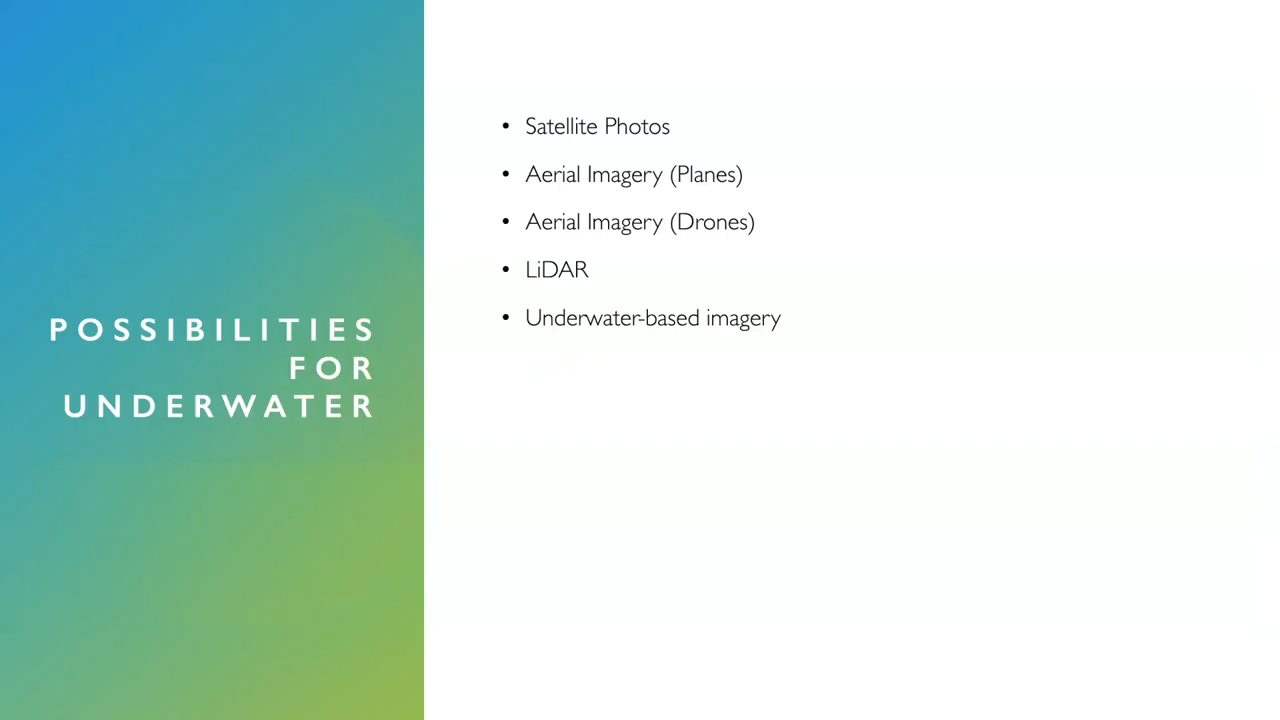 POSSIBILITIES
FOR
UNDERWATER
• Satellite Photos
• Aerial Imagery (Planes)
• Aerial Imagery (Drones)
• LiDAR
• Underwater-based imagery